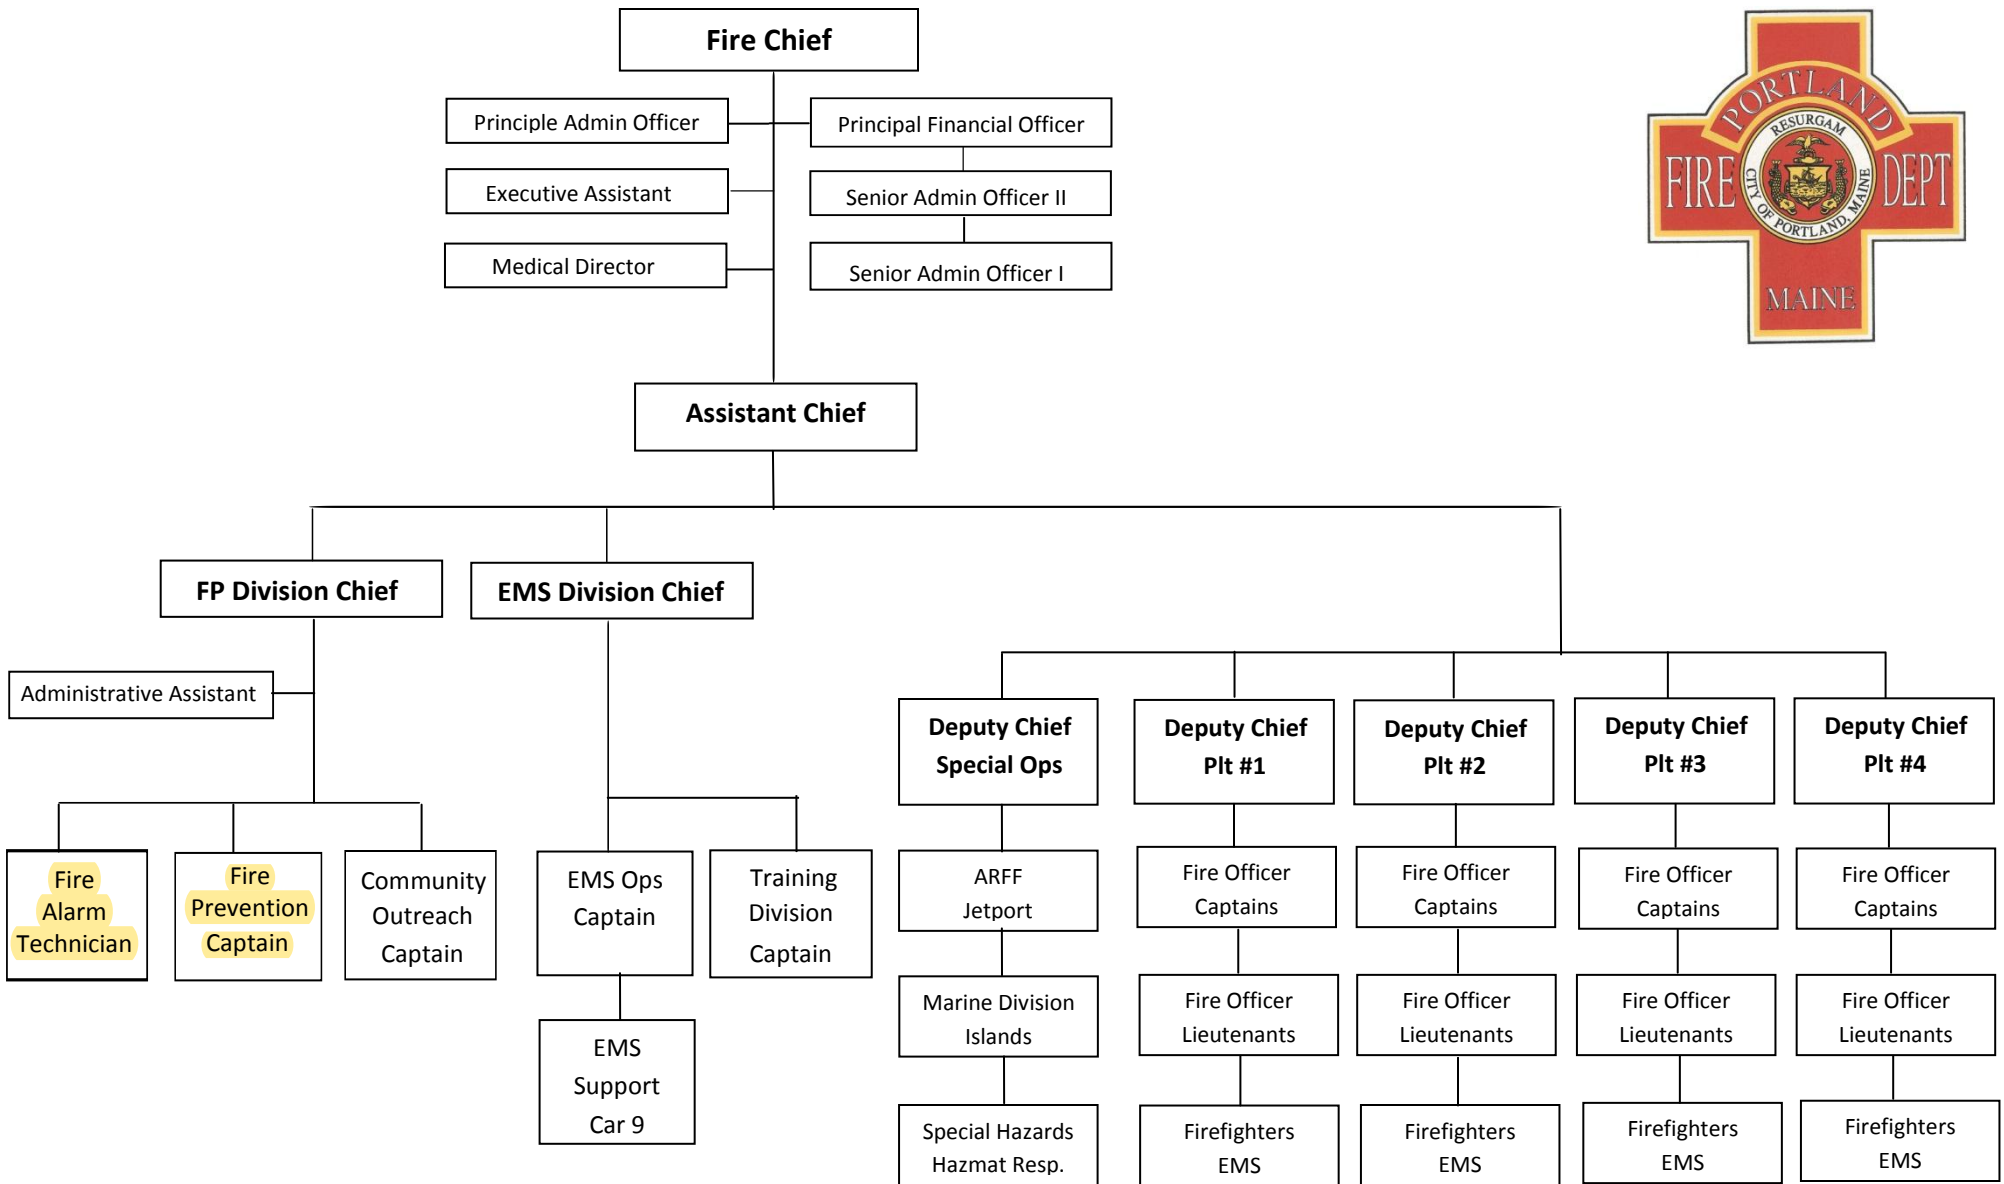 Fire Chief
Principle Admin Officer
Principal Financial Officer
Executive Assistant
Senior Admin Officer II
Medical Director
Senior Admin Officer I
PORTLAND
FIRE
DEPT
MAINE
RESURGAM
CITY OF PORTLAND, MAINE
Assistant Chief
FP Division Chief
EMS Division Chief
Administrative Assistant
Fire
Alarm
Technician
Fire
Prevention
Captain
Community
Outreach
Captain
EMS Ops
Captain
Training
Division
Captain
EMS
Support
Car 9
Deputy Chief
Special Ops
ARFF
Jetport
Marine Division
Islands
Special Hazards
Hazmat Resp.
Deputy Chief
Plt #1
Fire Officer
Captains
Fire Officer
Lieutenants
Firefighters
EMS
Deputy Chief
Plt #2
Fire Officer
Captains
Fire Officer
Lieutenants
Firefighters
EMS
Deputy Chief
Plt #3
Fire Officer
Captains
Fire Officer
Lieutenants
Firefighters
EMS
Deputy Chief
Plt #4
Fire Officer
Captains
Fire Officer
Lieutenants
Firefighters
EMS